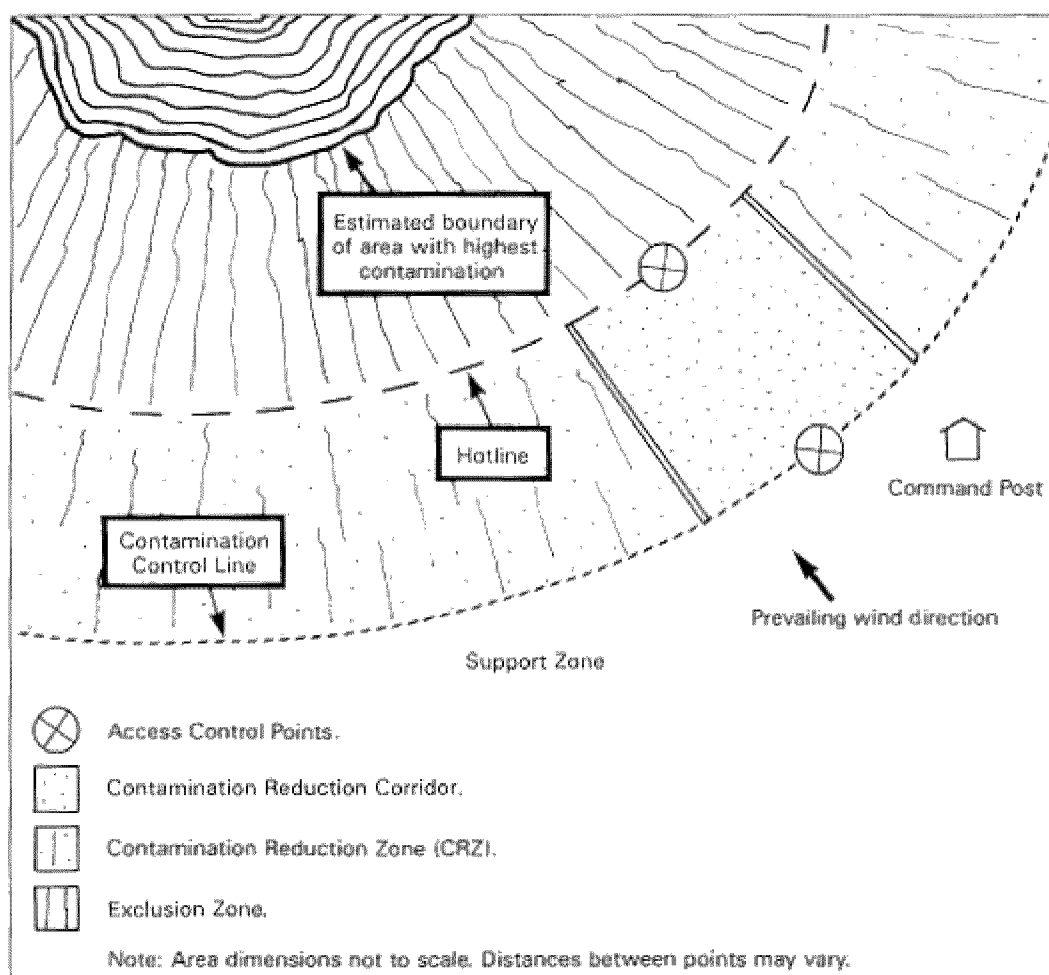 Estimated boundary
of area with highest
contamination
Hotline
Command Post
Contamination
Control Line
Prevailing wind direction
Support Zone
Access Control Points.
Contamination Reduction Corridor.
Contamination Reduction Zone (CRZ).
Exclusion Zone.
Note: Area dimensions not to scale. Distances between points may vary.